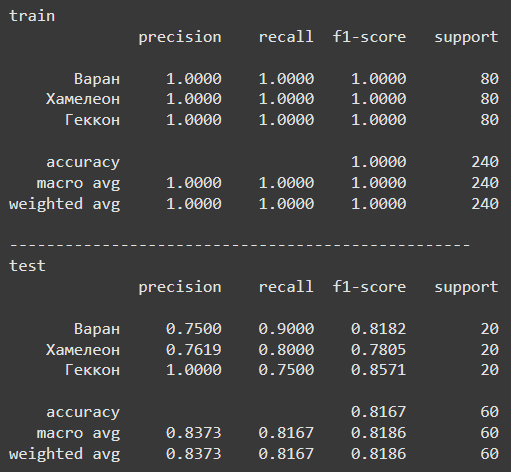 train
precision recall f1-score support
Варан 1.0000 1.0000 1.0000 80
Хамелеон 1.0000 1.0000 1.0000 80
Геккон 1.0000 1.0000 1.0000 80
accuracy 1.0000 240
macro avg 1.0000 1.0000 1.0000 240
weighted avg 1.0000 1.0000 1.0000 240
--------------------------------------------------
test
precision recall f1-score support
Варан 0.7500 0.9000 0.8182 20
Хамелеон 0.7619 0.8000 0.7805 20
Геккон 1.0000 0.7500 0.8571 20
accuracy 0.8167 60
macro avg 0.8373 0.8167 0.8186 60
weighted avg 0.8373 0.8167 0.8186 60